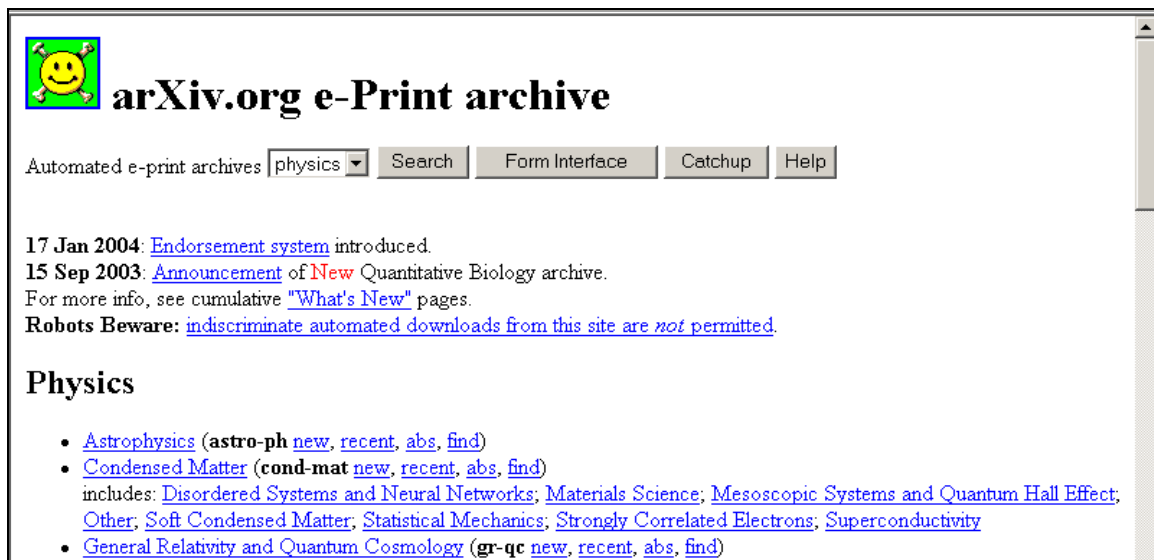 arXiv.org e-Print archive
Automated e-print archives physics Search Form Interface Catchup Help
17 Jan 2004: Endorsement system introduced.
15 Sep 2003: Announcement of New Quantitative Biology archive.
For more info, see cumulative "What's New" pages.
Robots Beware: indiscriminate automated downloads from this site are not permitted.
Physics
• Astrophysics (astro-ph new, recent, abs, find)
• Condensed Matter (cond-mat new, recent, abs, find)
includes: Disordered Systems and Neural Networks; Materials Science; Mesoscopic Systems and Quantum Hall Effect;
Other; Soft Condensed Matter; Statistical Mechanics; Strongly Correlated Electrons; Superconductivity
• General Relativity and Quantum Cosmology (gr-qc new, recent, abs, find)